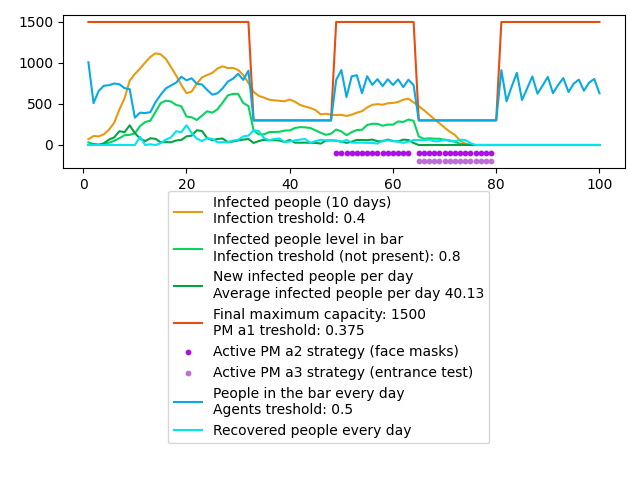 1500
1000
500
0
0
20
40
60
80
100
Infected people (10 days)
Infection treshold: 0.4
Infected people level in bar
Infection treshold (not present): 0.8
New infected people per day
Average infected people per day 40.13
Final maximum capacity: 1500
PM a1 treshold: 0.375
Active PM a2 strategy (face masks)
Active PM a3 strategy (entrance test)
People in the bar every day
Agents treshold: 0.5
Recovered people every day